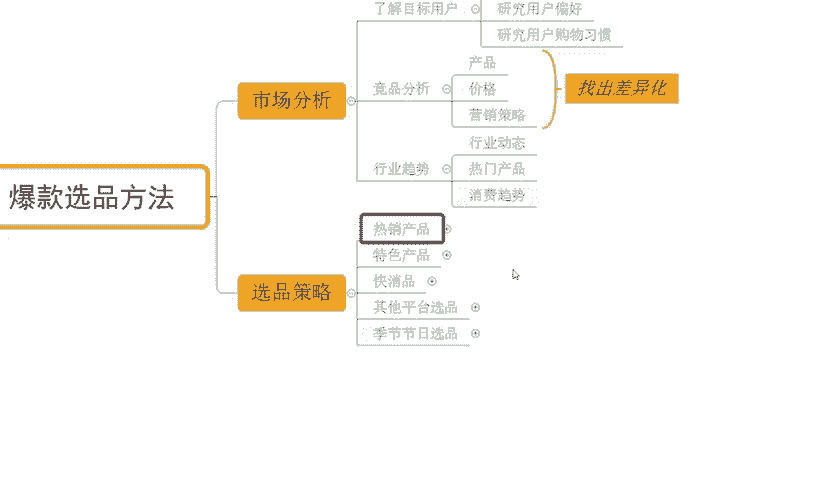 爆款选品方法
市场分析
了解目标用户
研究用户偏好
研究用户购物习惯
竞品分析
产品
价格
营销策略
找出差异化
行业趋势
行业动态
热门产品
消费趋势
选品策略
热销产品
特色产品
快消品
其他平台选品
季节节日选品